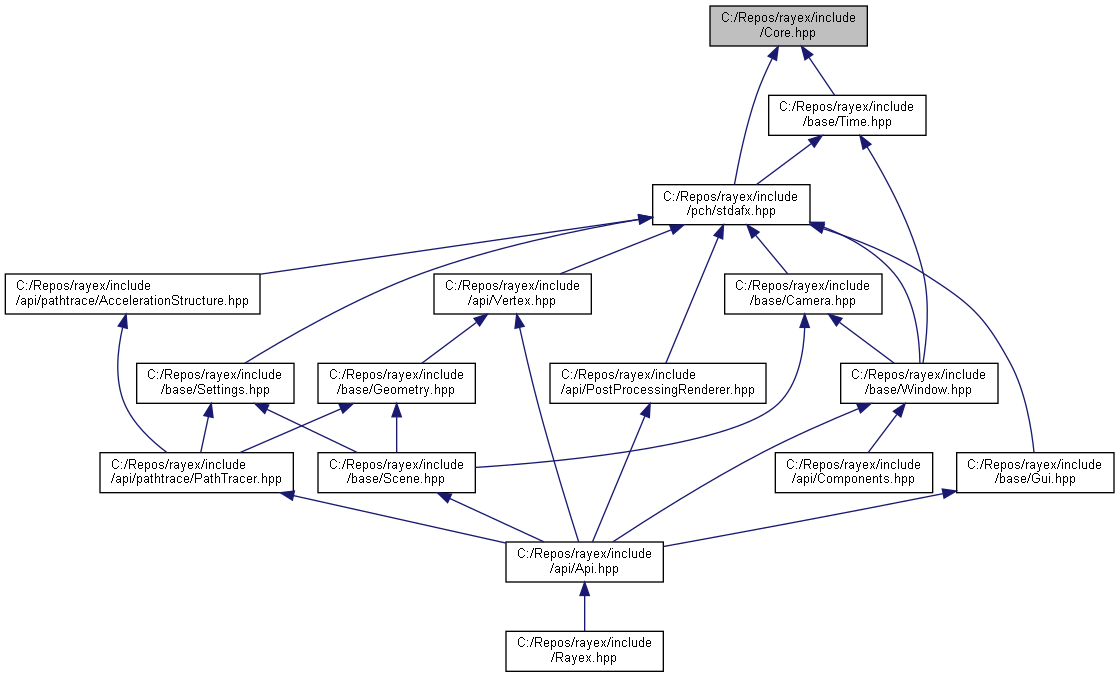 C:/Repos/rayex/include
/Core.hpp
C:/Repos/rayex/include
/base/Time.hpp
C:/Repos/rayex/include
/pch/stdafx.hpp
C:/Repos/rayex/include
/api/pathtrace/AccelerationStructure.hpp
C:/Repos/rayex/include
/api/Vertex.hpp
C:/Repos/rayex/include
/base/Camera.hpp
C:/Repos/rayex/include
/base/Settings.hpp
C:/Repos/rayex/include
/base/Geometry.hpp
C:/Repos/rayex/include
/api/PostProcessingRenderer.hpp
C:/Repos/rayex/include
/base/Window.hpp
C:/Repos/rayex/include
/api/pathtrace/PathTracer.hpp
C:/Repos/rayex/include
/base/Scene.hpp
C:/Repos/rayex/include
/api/Components.hpp
C:/Repos/rayex/include
/base/Gui.hpp
C:/Repos/rayex/include
/api/Api.hpp
C:/Repos/rayex/include
/Rayex.hpp